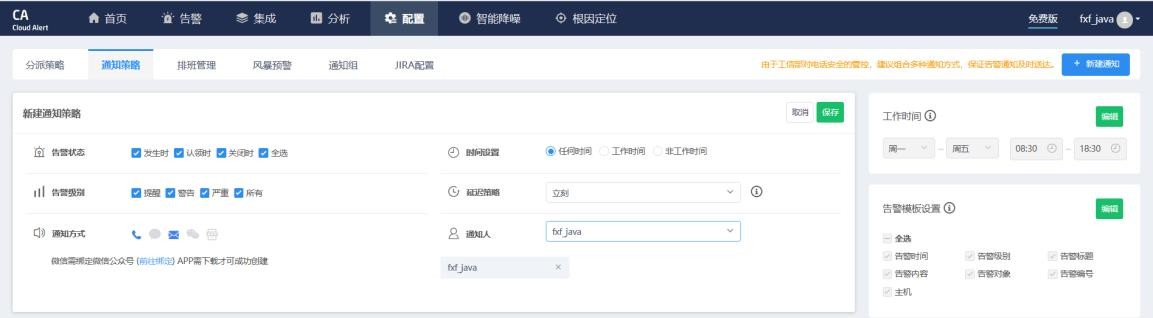 CA
Cloud Alert
首页 告警 集成 分析 配置 智能降噪 根因定位 免费版 fxf_java
分派策略 通知策略 排班管理 风暴预警 通知组 JIRA配置
由于工信部对电话安全的管控，建议组合多种通知方式，保证告警通知及时送达。 + 新建通知
新建通知策略 取消 保存
告警状态 发生时 认领时 关闭时 全选
时间设置 任何时间 工作时间 非工作时间
告警级别 提醒 警告 严重 所有
延迟策略 立刻
通知方式
通知人 fxf_java
微信需绑定微信公众号 (前往绑定) APP需下载才可成功创建
fxf_java ×
工作时间 编辑
周一 - 周五 08:30 - 18:30
告警模板设置 编辑
全选
告警时间 告警级别 告警标题
告警内容 告警对象 告警编号
主机